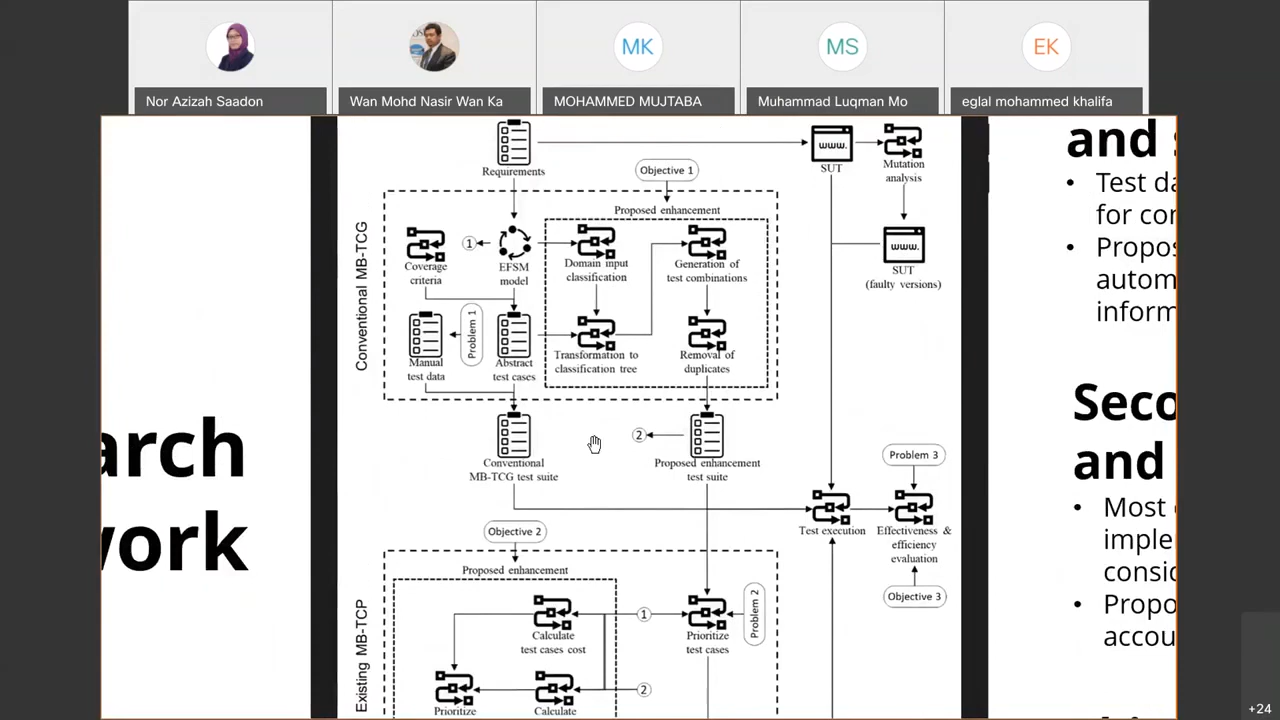 MK
MS
EK
Nor Azizah Saadon
Wan Mohd Nasir Wan Ka
MOHAMMED MUJTABA
Muhammad Luqman Mo
eglal mohammed khalifa
arch
work
Requirements
www.
SUT
Mutation
analysis
Objective 1
Proposed enhancement
Conventional MB-TCG
Coverage
criteria
1
EFSM
model
Domain input
classification
Generation of
test combinations
www.
SUT
(faulty versions)
Manual
test data
Problem 1
Abstract
test cases
Transformation to
classification tree
Removal of
duplicates
Conventional
MB-TCG test suite
2
Proposed enhancement
test suite
Problem 3
Test execution
Effectiveness &
efficiency
evaluation
Objective 3
Objective 2
Proposed enhancement
Existing MB-TCP
Calculate
test cases cost
1
Prioritize
test cases
Problem 2
Prioritize
Calculate
2
and
• Test da
for con
• Propos
autom
inform
Seco
and
• Most
imple
consid
• Propo
accou
+24